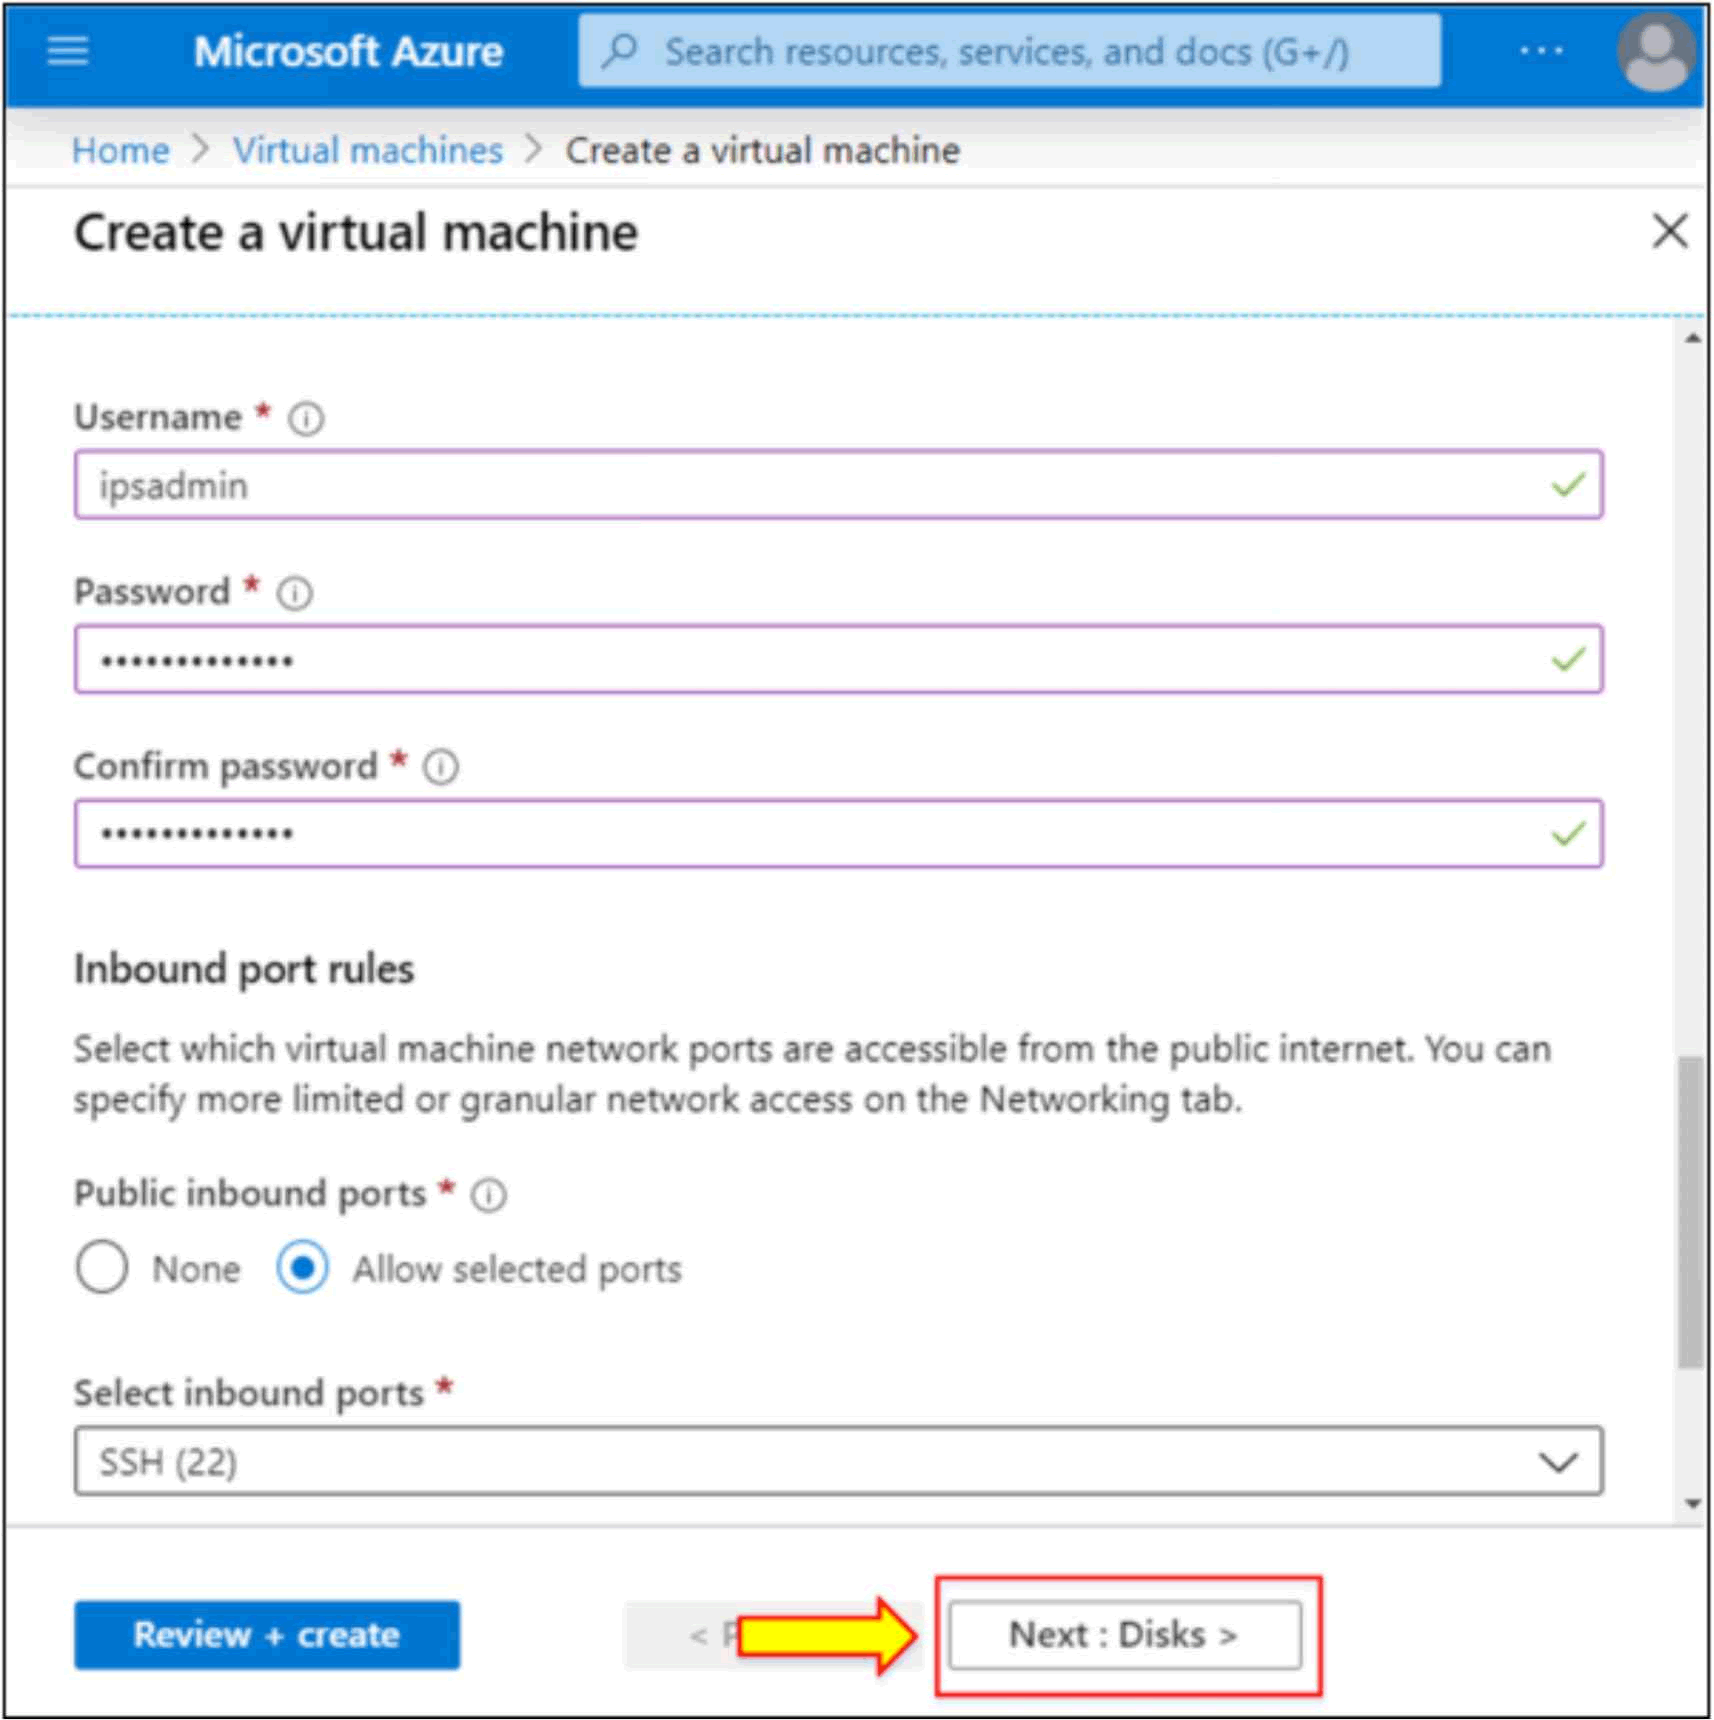 Microsoft Azure
Search resources, services, and docs (G+/)
Home > Virtual machines > Create a virtual machine
Create a virtual machine
Username *
ipsadmin
Password *
•••••••••••••
Confirm password *
•••••••••••••
Inbound port rules
Select which virtual machine network ports are accessible from the public internet. You can
specify more limited or granular network access on the Networking tab.
Public inbound ports *
None
Allow selected ports
Select inbound ports *
SSH (22)
Review + create
Next : Disks >